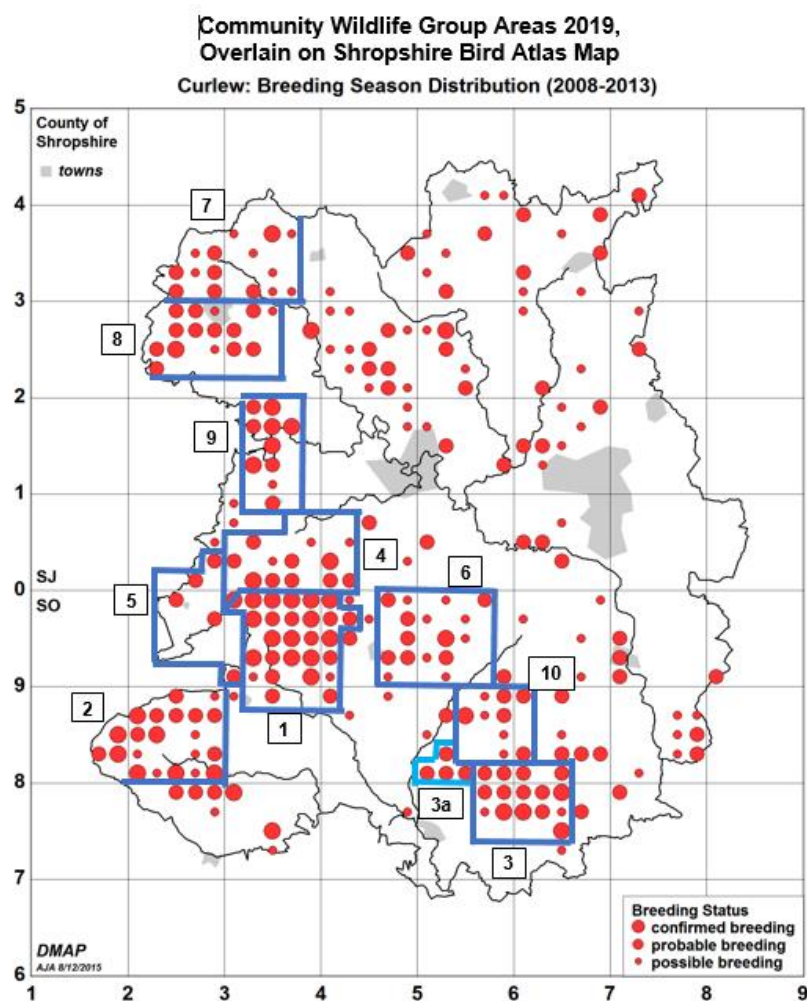 Community Wildlife Group Areas 2019,
Overlain on Shropshire Bird Atlas Map
Curlew: Breeding Season Distribution (2008-2013)
5
County of
Shropshire
towns
4
7
3
8
2
9
1
4
SJ
0
SO
5
6
9
10
2
1
8
3a
3
7
Breeding Status
confirmed breeding
probable breeding
possible breeding
DMAP
AJA 8/12/2015
6
1 2 3 4 5 6 7 8 9